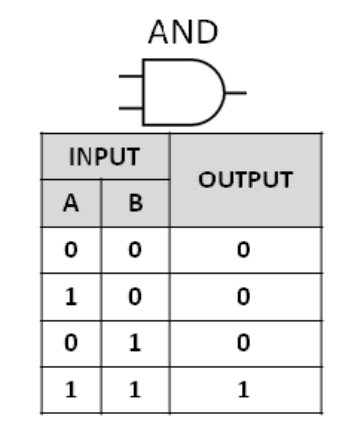 AND
INPUT OUTPUT
A B
0 0 0
1 0 0
0 1 0
1 1 1